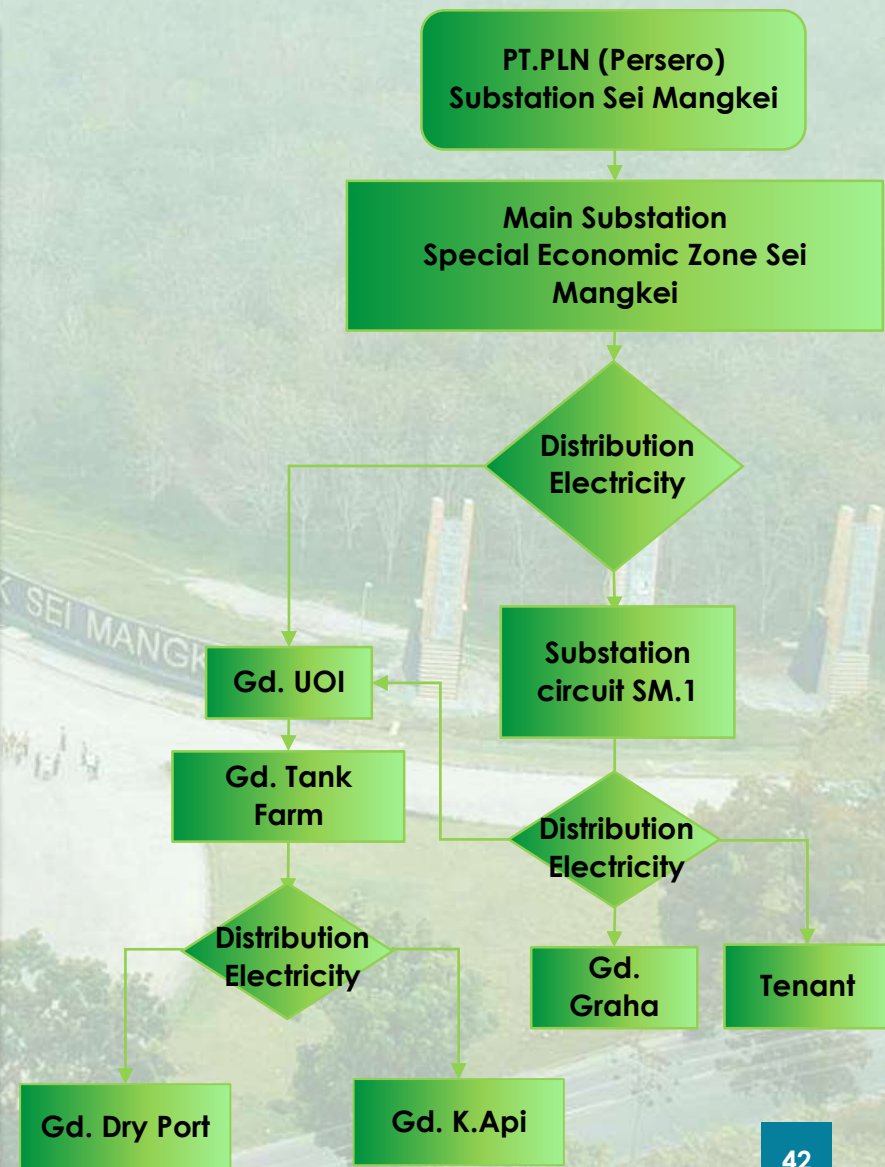 PT.PLN (Persero)
Substation Sei Mangkei
Main Substation
Special Economic Zone Sei
Mangkei
Distribution
Electricity
SEI MANGK
Gd. UOI
Substation
circuit SM.1
Gd. Tank
Farm
Distribution
Electricity
Distribution
Electricity
Gd.
Graha
Tenant
Gd. Dry Port
Gd. K.Api
42